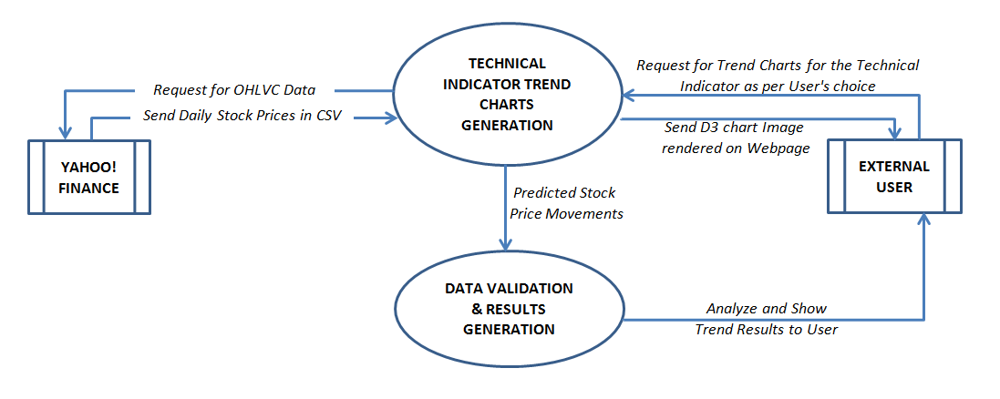 TECHNICAL
INDICATOR TREND
CHARTS
GENERATION
Request for OHLVC Data
Send Daily Stock Prices in CSV
Request for Trend Charts for the Technical
Indicator as per User's choice
Send D3 chart Image
rendered on Webpage
YAHOO!
FINANCE
EXTERNAL
USER
Predicted Stock
Price Movements
DATA VALIDATION
& RESULTS
GENERATION
Analyze and Show
Trend Results to User